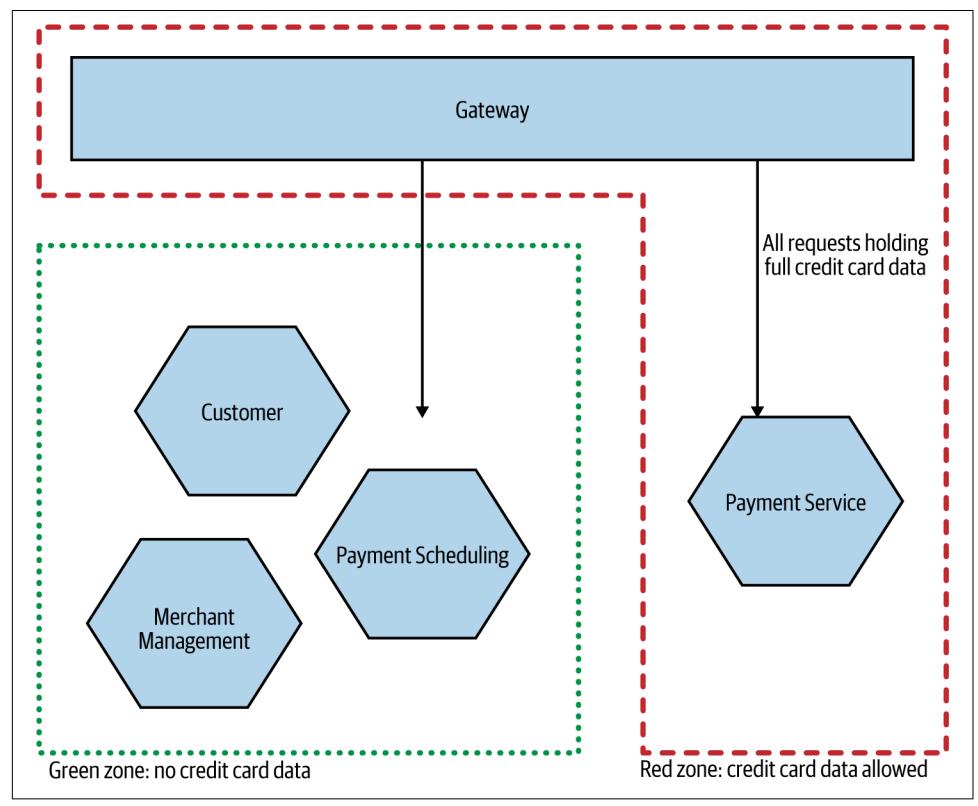 Gateway
All requests holding
full credit card data
Customer
Payment Scheduling
Payment Service
Merchant
Management
Green zone: no credit card data
Red zone: credit card data allowed